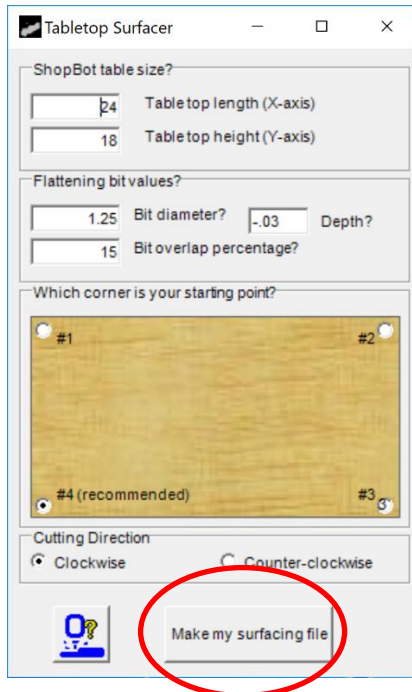 Tabletop Surfacer
ShopBot table size?
24 Table top length (X-axis)
18 Table top height (Y-axis)
Flattening bit values?
1.25 Bit diameter? -.03 Depth?
15 Bit overlap percentage?
Which corner is your starting point?
#1 #2
#4 (recommended) #3
Cutting Direction
Clockwise Counter-clockwise
Make my surfacing file